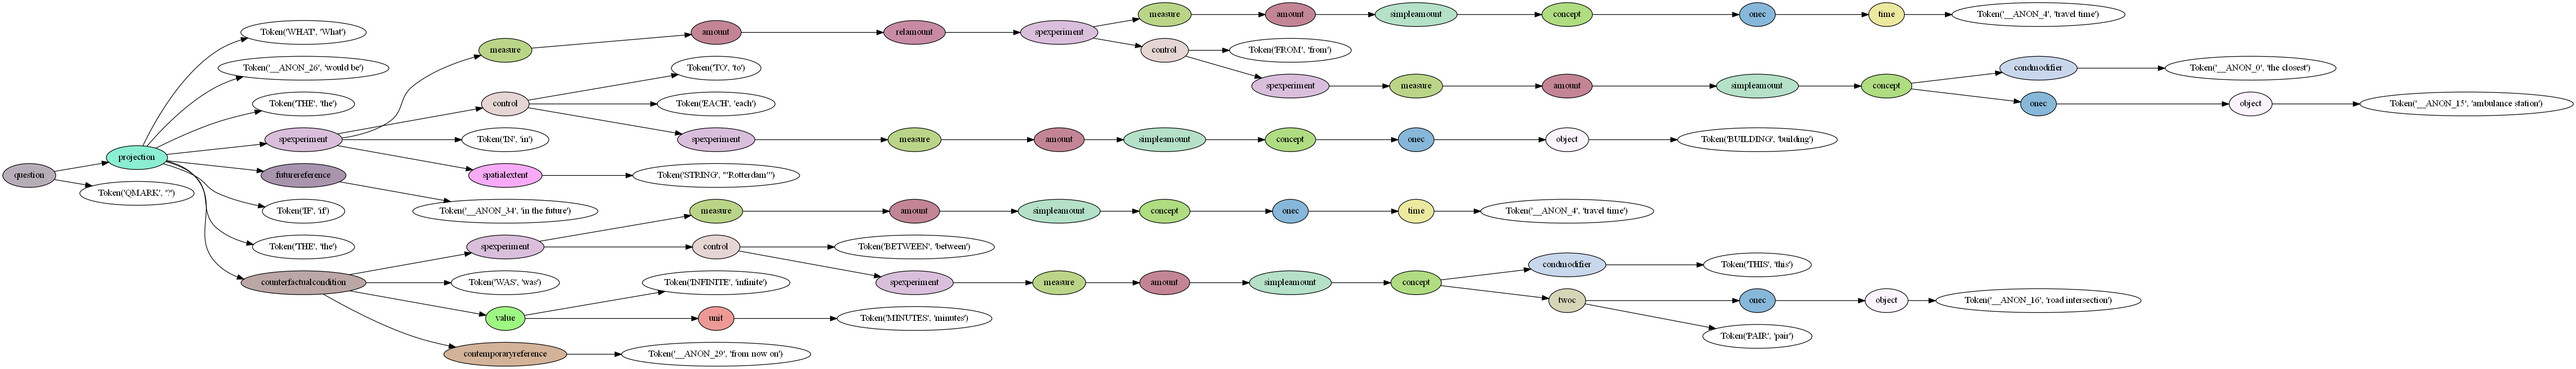 measure
amount
simpleamount
concept
onec
time
Token('__ANON_4', 'travel time')
Token('WHAT', 'What')
amount
relamount
spexperiment
measure
control
Token('FROM', 'from')
Token('__ANON_26', 'would be')
Token('TO', 'to')
condmodifier
Token('__ANON_0', 'the closest')
spexperiment
measure
amount
simpleamount
concept
Token('THE', 'the')
control
Token('EACH', 'each')
onec
object
Token('__ANON_15', 'ambulance station')
spexperiment
Token('IN', 'in')
spexperiment
measure
amount
simpleamount
concept
onec
object
Token('BUILDING', 'building')
projection
question
futurereference
spatialextent
Token('STRING', "'Rotterdam'")
Token('QMARK', '?')
Token('IF', 'if')
Token('__ANON_34', 'in the future')
measure
amount
simpleamount
concept
onec
time
Token('__ANON_4', 'travel time')
Token('THE', 'the')
spexperiment
control
Token('BETWEEN', 'between')
condmodifier
Token('THIS', 'this')
counterfactualcondition
Token('WAS', 'was')
Token('INFINITE', 'infinite')
spexperiment
measure
amount
simpleamount
concept
twoc
onec
object
Token('__ANON_16', 'road intersection')
value
unit
Token('MINUTES', 'minutes')
Token('PAIR', 'pair')
contemporaryreference
Token('__ANON_29', 'from now on')